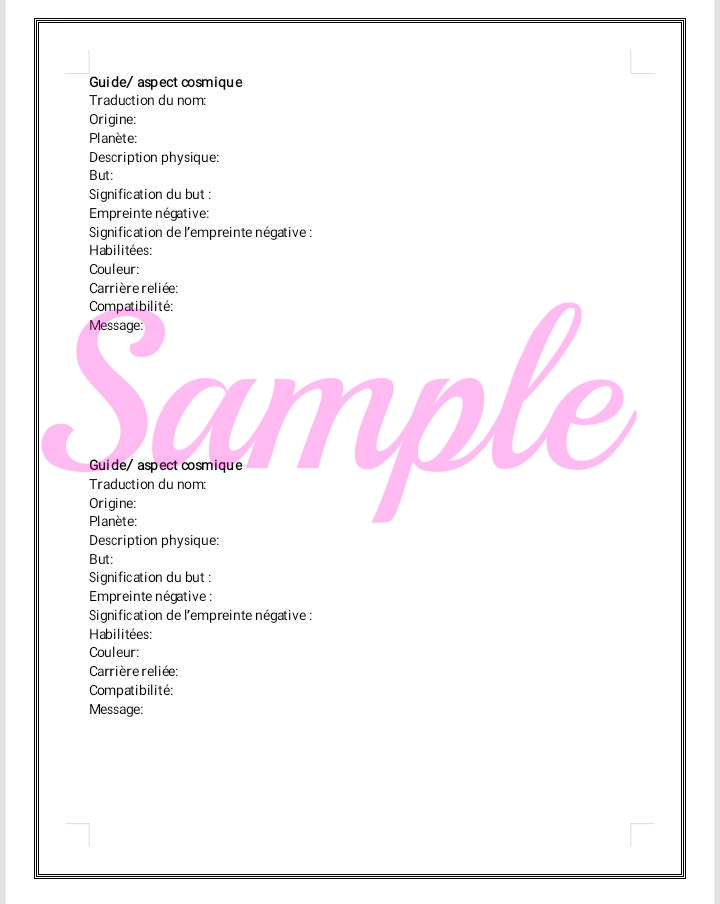 Guide/ aspect cosmique
Traduction du nom:
Origine:
Planète:
Description physique:
But:
Signification du but :
Empreinte négative:
Signification de l'empreinte négative :
Habilitées:
Couleur:
Carrière reliée:
Compatibilité:
Message:
Sample
Guide/ aspect cosmique
Traduction du nom:
Origine:
Planète:
Description physique:
But:
Signification du but :
Empreinte négative :
Signification de l'empreinte négative :
Habilitées:
Couleur:
Carrière reliée:
Compatibilité:
Message: